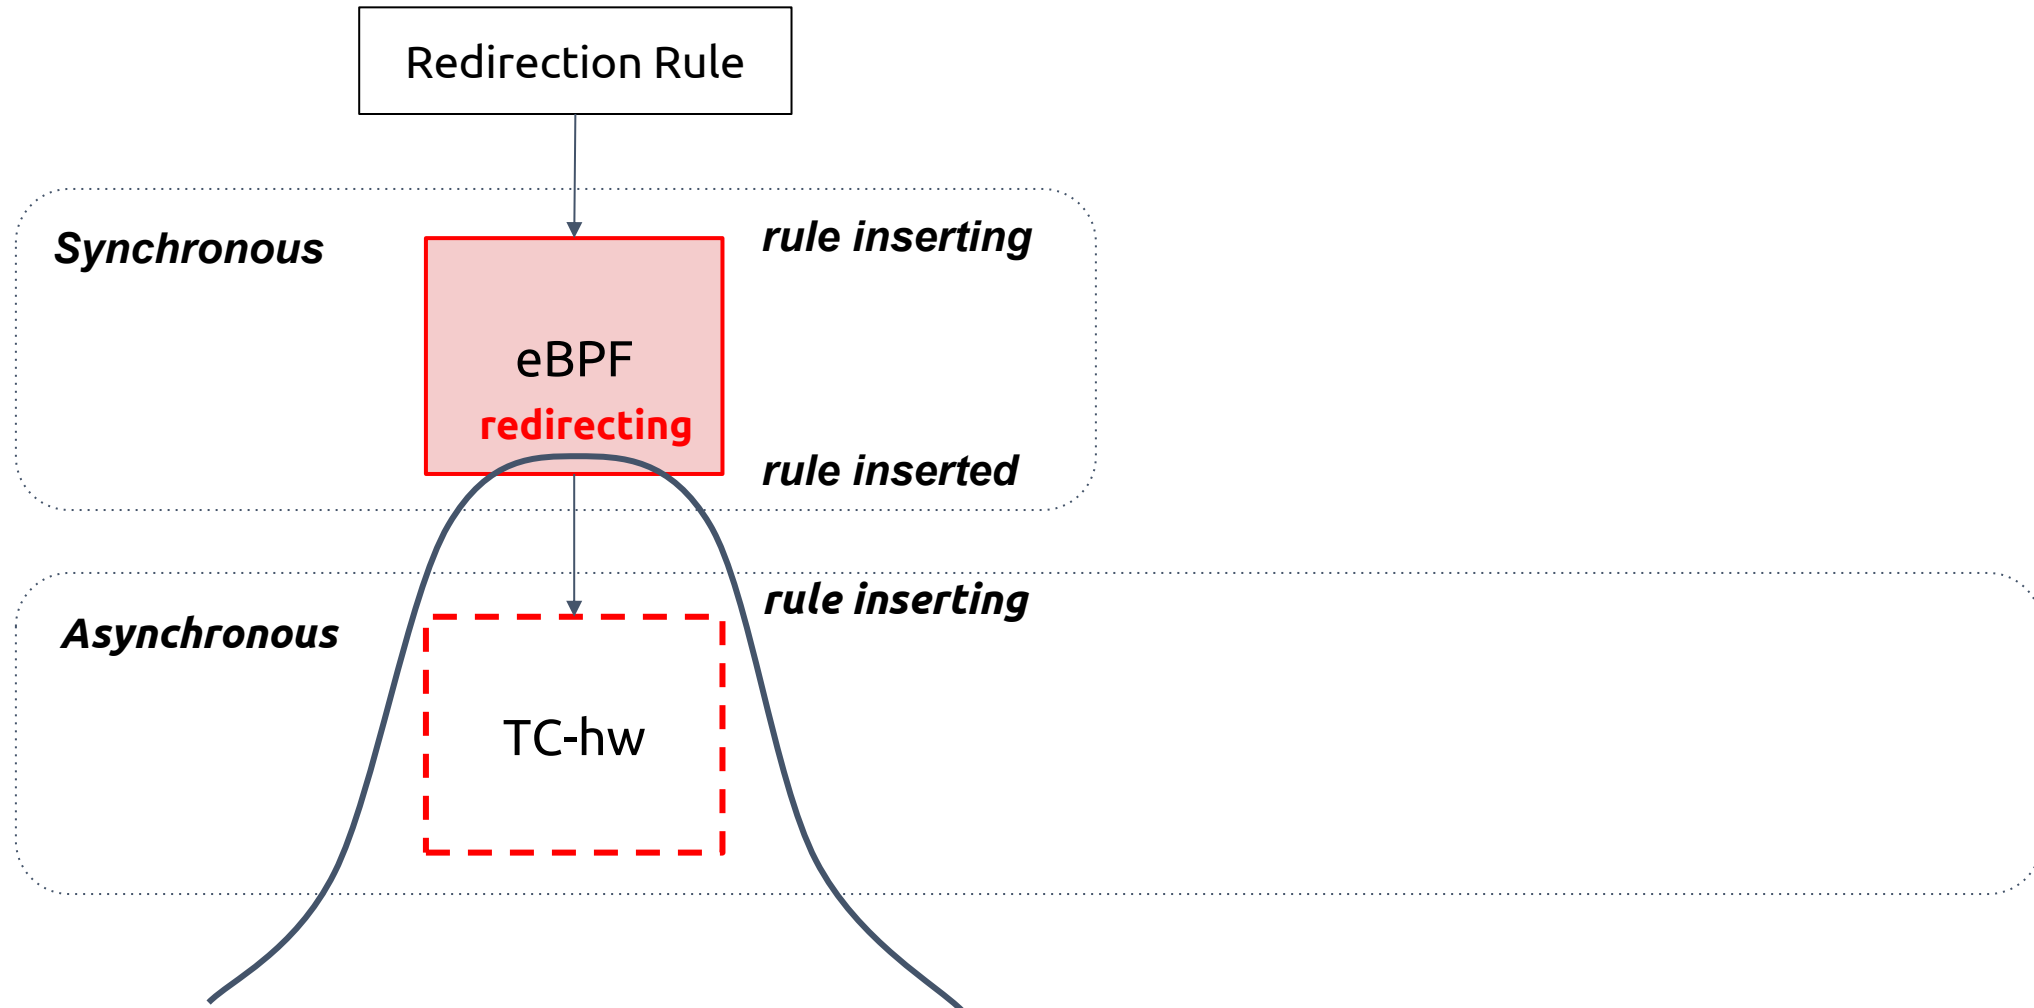 Redirection Rule
Synchronous
rule inserting
eBPF
redirecting
rule inserted
Asynchronous
rule inserting
TC-hw